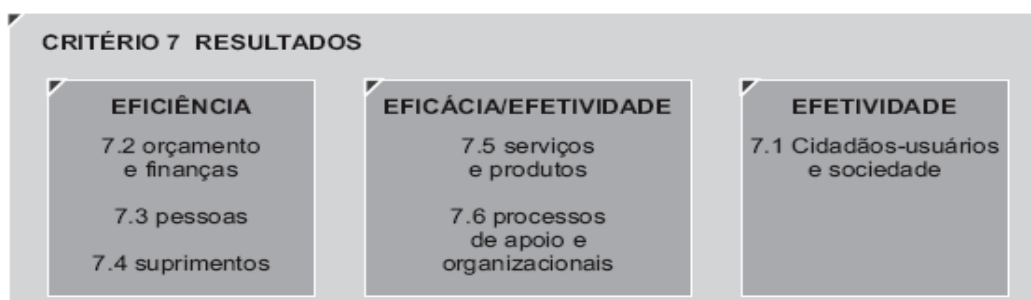 CRITÉRIO 7 RESULTADOS
EFICIÊNCIA
7.2 orçamento
e finanças
7.3 pessoas
7.4 suprimentos
EFICÁCIA/EFETIVIDADE
7.5 serviços
e produtos
7.6 processos
de apoio e
organizacionais
EFETIVIDADE
7.1 Cidadãos-usuários
e sociedade